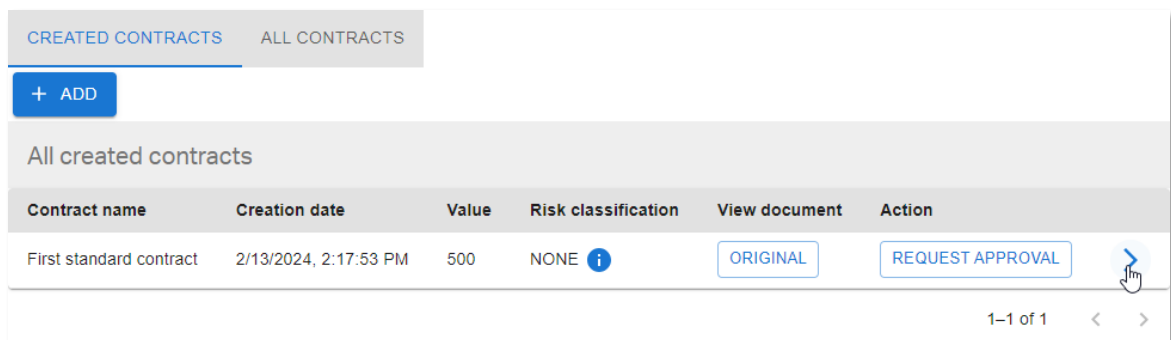 CREATED CONTRACTS ALL CONTRACTS
+ ADD
All created contracts
Contract name Creation date Value Risk classification View document Action
First standard contract 2/13/2024, 2:17:53 PM 500 NONE i ORIGINAL REQUEST APPROVAL
1–1 of 1